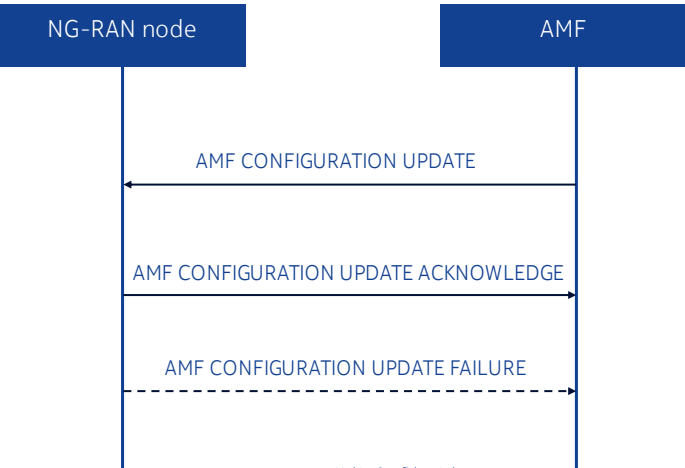 NG-RAN node
AMF
AMF CONFIGURATION UPDATE
AMF CONFIGURATION UPDATE ACKNOWLEDGE
AMF CONFIGURATION UPDATE FAILURE